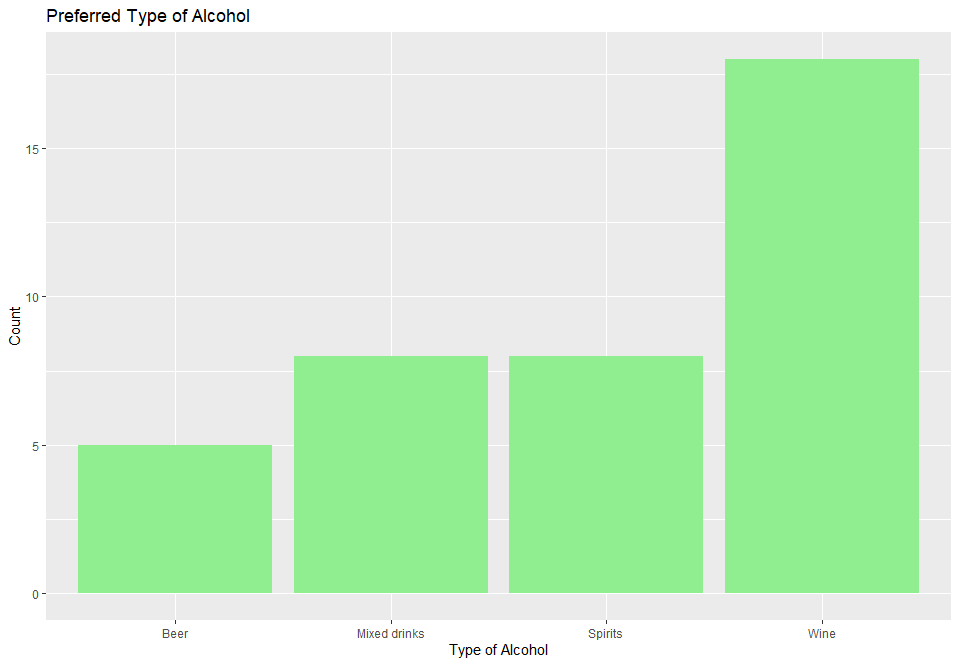 Preferred Type of Alcohol
Count
15
10
5
0
Beer Mixed drinks Spirits Wine
Type of Alcohol